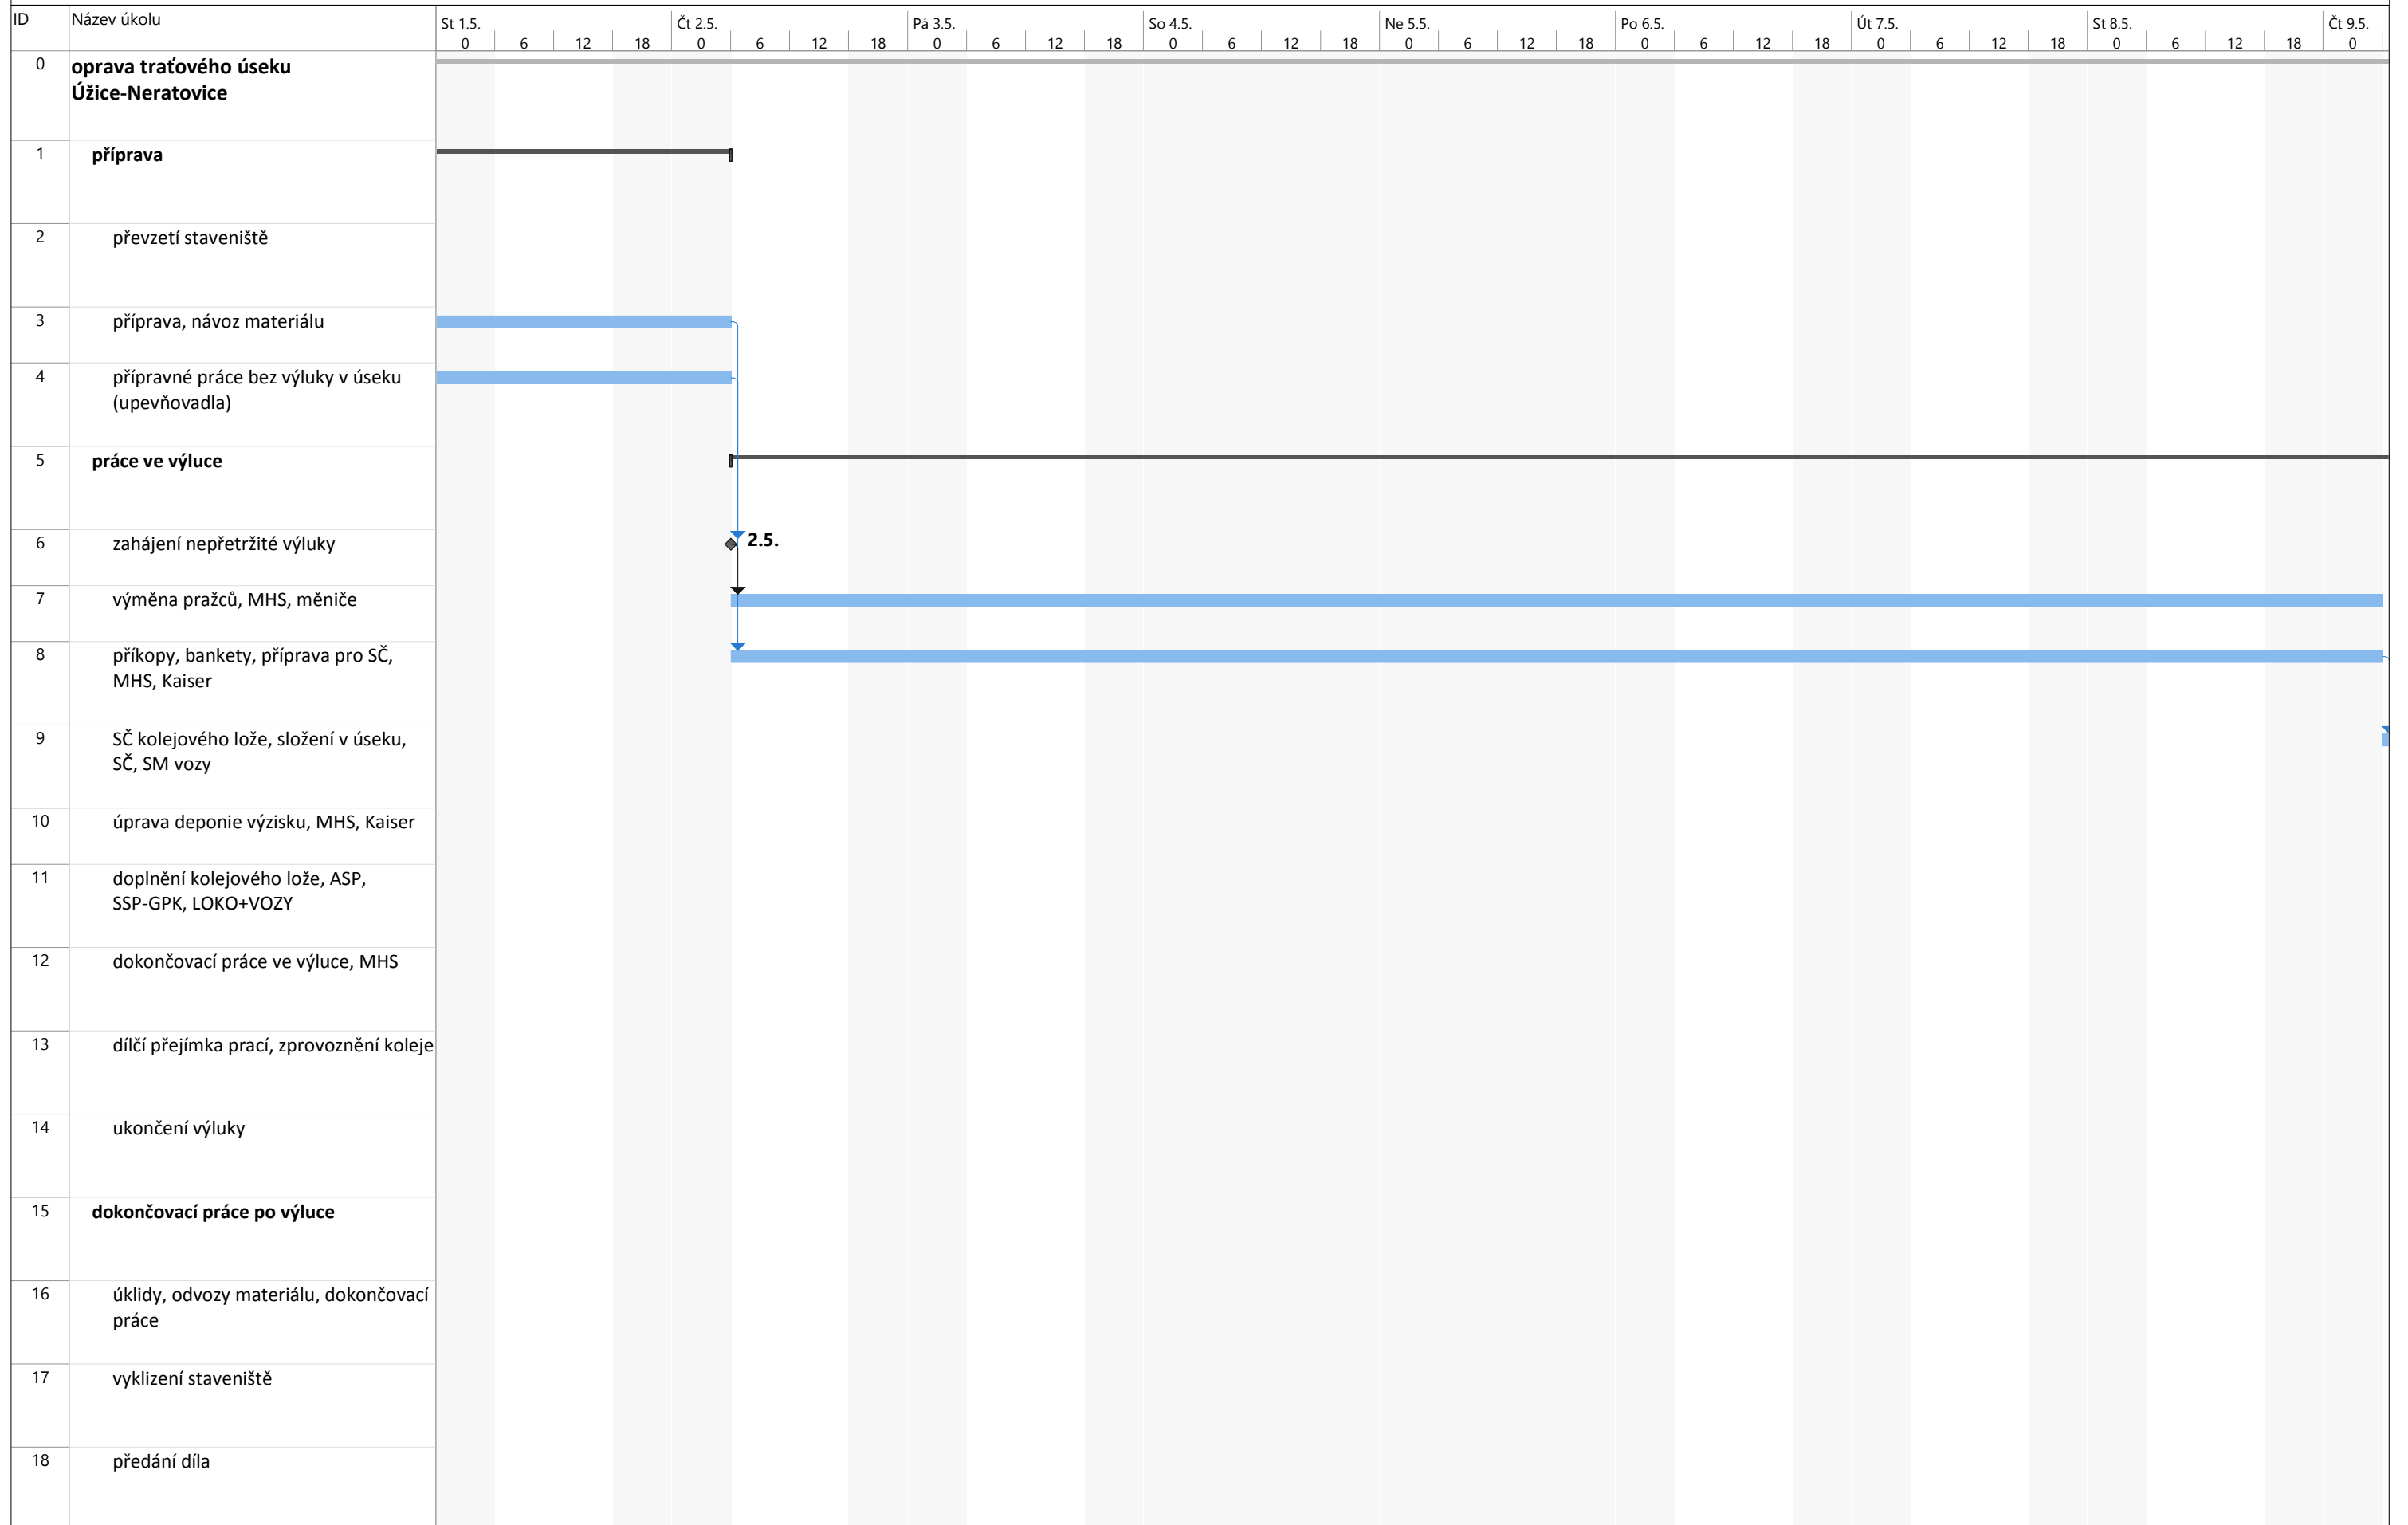 ID Název úkolu St 1.5. Čt 2.5. Pá 3.5. So 4.5. Ne 5.5. Po 6.5. Út 7.5. St 8.5. Čt 9.5.
0 6 12 18 0 6 12 18 0 6 12 18 0 6 12 18 0 6 12 18 0 6 12 18 0 6 12 18 0 6 12 18 0
0 oprava traťového úseku
Úžice-Neratovice
1 příprava
2 převzetí staveniště
3 příprava, návoz materiálu
4 přípravné práce bez výluky v úseku
(upevňovadla)
5 práce ve výluce
6 zahájení nepřetržité výluky 2.5.
7 výměna pražců, MHS, měniče
8 příkopy, bankety, příprava pro SČ,
MHS, Kaiser
9 SČ kolejového lože, složení v úseku,
SČ, SM vozy
10 úprava deponie výzisku, MHS, Kaiser
11 doplnění kolejového lože, ASP,
SSP-GPK, LOKO+VOZY
12 dokončovací práce ve výluce, MHS
13 dílčí přejímka prací, zprovoznění koleje
14 ukončení výluky
15 dokončovací práce po výluce
16 úklidy, odvozy materiálu, dokončovací
práce
17 vyklizení staveniště
18 předání díla